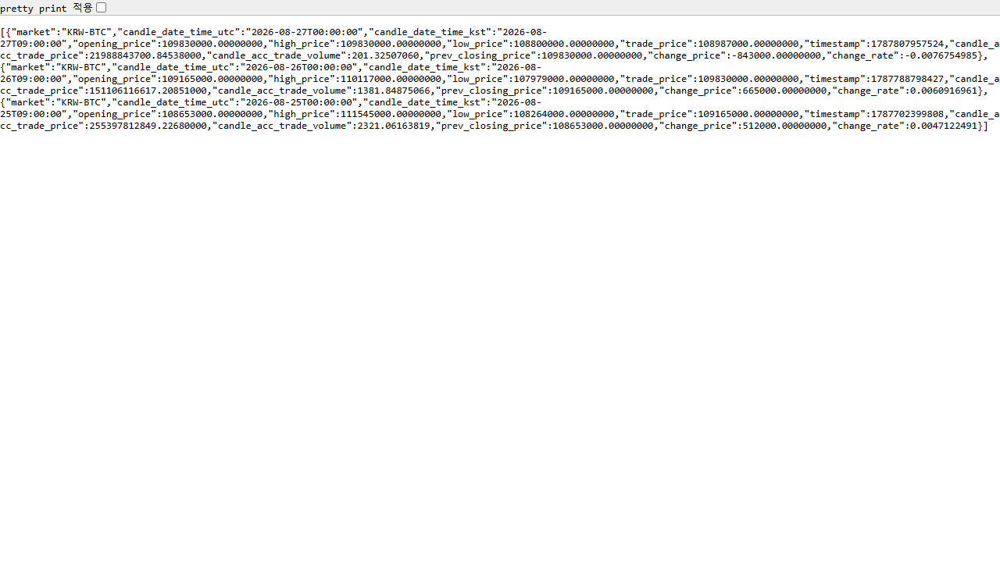 pretty print 적용
[{"market":"KRW-BTC","candle_date_time_utc":"2026-08-27T00:00:00","candle_date_time_kst":"2026-08-
27T09:00:00","opening_price":109830000.00000000,"high_price":109830000.00000000,"low_price":108800000.00000000,"trade_price":108987000.00000000,"timestamp":1787807957524,"candle_a
cc_trade_price":21988843700.84538000,"candle_acc_trade_volume":201.32507060,"prev_closing_price":109830000.00000000,"change_price":-843000.00000000,"change_rate":-0.0076754985},
{"market":"KRW-BTC","candle_date_time_utc":"2026-08-26T00:00:00","candle_date_time_kst":"2026-08-
26T09:00:00","opening_price":109165000.00000000,"high_price":110117000.00000000,"low_price":107979000.00000000,"trade_price":109830000.00000000,"timestamp":1787788798427,"candle_a
cc_trade_price":151106116617.20851000,"candle_acc_trade_volume":1381.84875066,"prev_closing_price":109165000.00000000,"change_price":665000.00000000,"change_rate":0.0060916961},
{"market":"KRW-BTC","candle_date_time_utc":"2026-08-25T00:00:00","candle_date_time_kst":"2026-08-
25T09:00:00","opening_price":108653000.00000000,"high_price":111545000.00000000,"low_price":108264000.00000000,"trade_price":109165000.00000000,"timestamp":1787702399808,"candle_a
cc_trade_price":255397812849.22680000,"candle_acc_trade_volume":2321.06163819,"prev_closing_price":108653000.00000000,"change_price":512000.00000000,"change_rate":0.0047122491}]